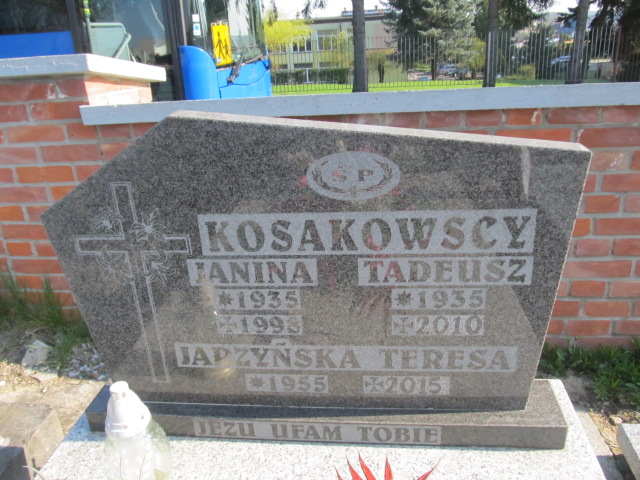 Ś P
KOSAKOWSCY
JANINA TADEUSZ
*1935 *1935
✠1998 ✠2010
JARZYŃSKA TERESA
*1955 ✠2015
JEZU UFAM TOBIE